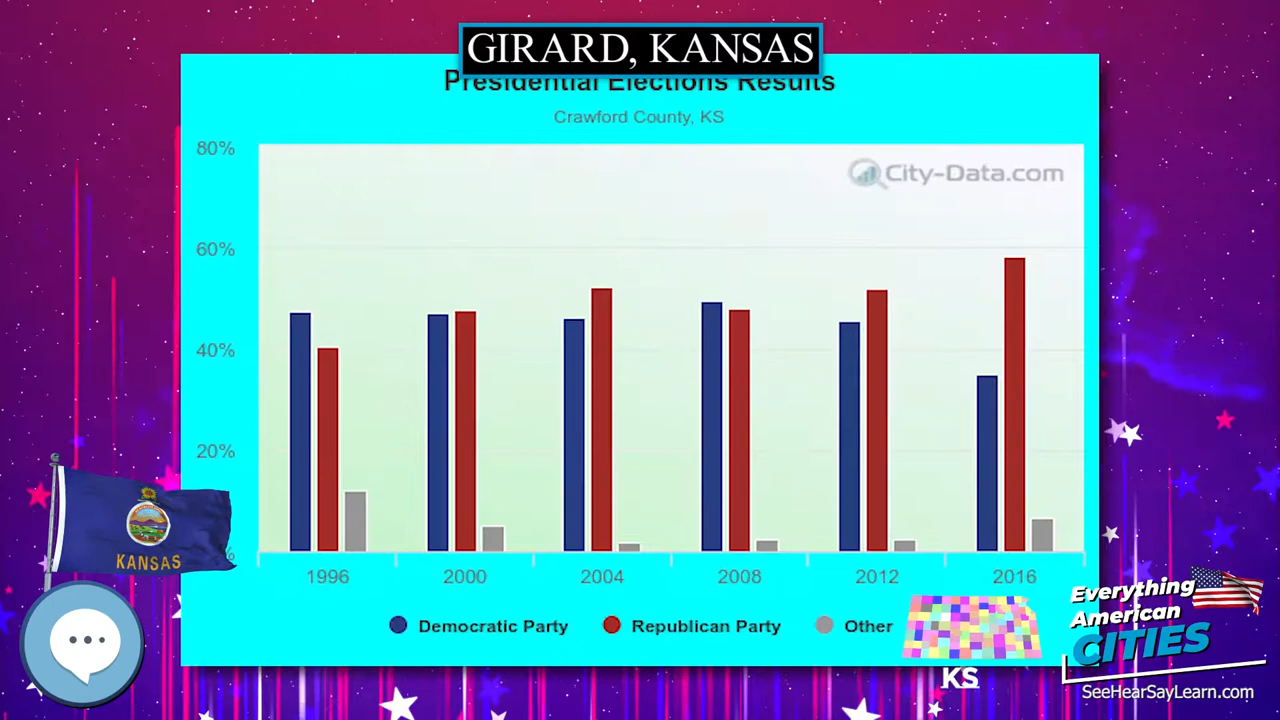 GIRARD, KANSAS
Presidential Elections Results
Crawford County, KS
80%
City-Data.com
60%
40%
20%
%
KANSAS
1996 2000 2004 2008 2012 2016
Democratic Party Republican Party Other
KS
Everything
American
CITIES
SeeHearSayLearn.com